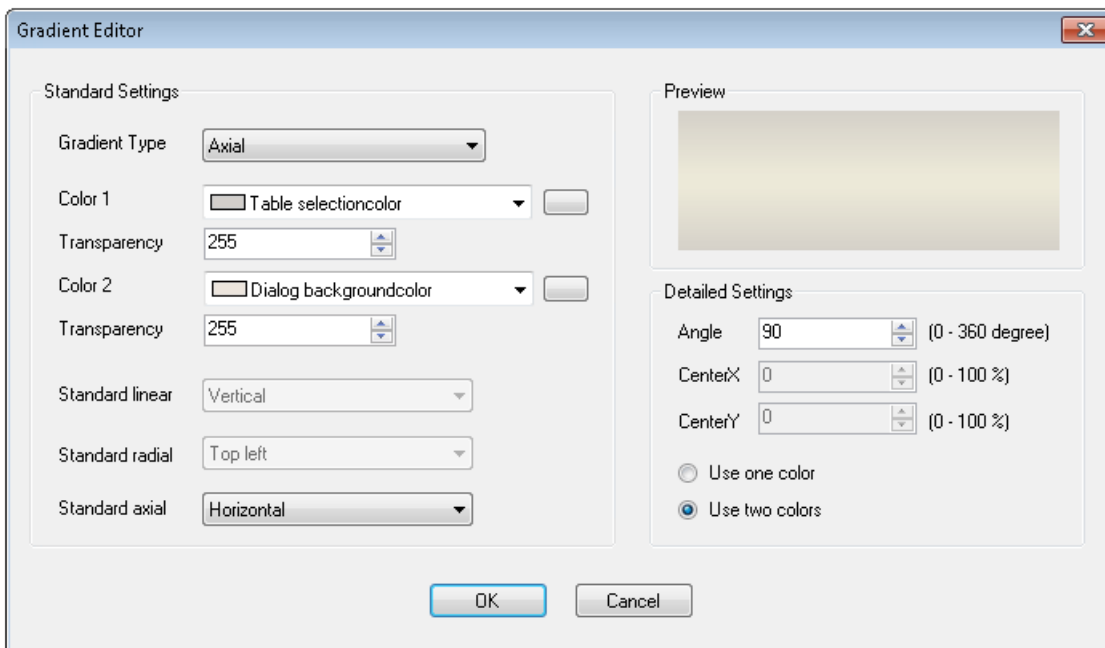 Gradient Editor
Standard Settings
Gradient Type Axial
Color 1 Table selectioncolor
Transparency 255
Color 2 Dialog backgroundcolor
Transparency 255
Standard linear Vertical
Standard radial Top left
Standard axial Horizontal
Preview
Detailed Settings
Angle 90 (0 - 360 degree)
CenterX 0 (0 - 100 %)
CenterY 0 (0 - 100 %)
Use one color
Use two colors
OK Cancel